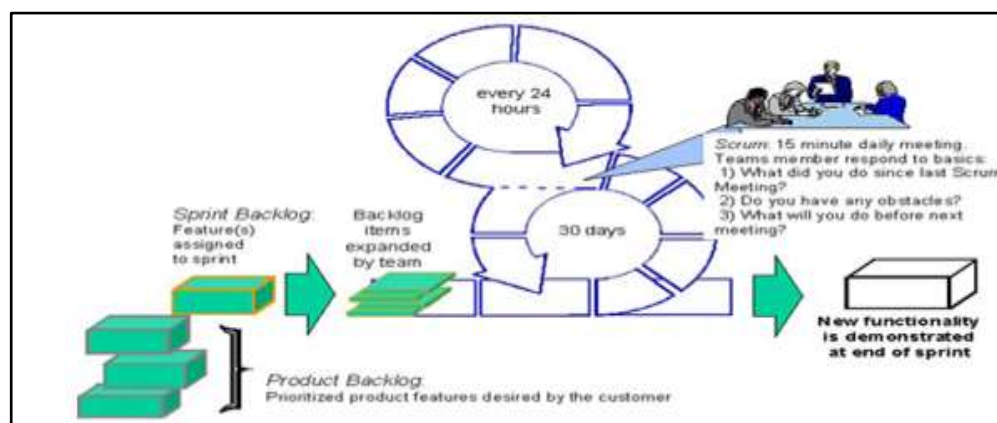 every 24
hours
Scrum: 15 minute daily meeting.
Teams member respond to basics:
1) What did you do since last Scrum
Meeting?
2) Do you have any obstacles?
3) What will you do before next
meeting?
Sprint Backlog:
Feature(s)
assigned
to sprint
Backlog
items
expanded
by team
30 days
New functionality
is demonstrated
at end of sprint
Product Backlog:
Prioritized product features desired by the customer